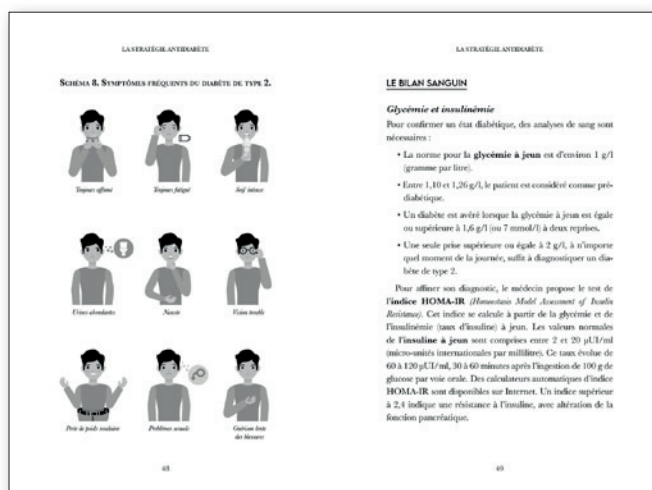 LA STRATÉGIE ANTIDIABÈTE
SCHÉMA 8. SYMPTÔMES FRÉQUENTS DU DIABÈTE DE TYPE 2.
Toujours affamé
Toujours fatigué
Soif intense
Urines abondantes
Nausée
Vision trouble
Perte de poids soudaine
Problèmes sexuels
Guérison lente
des blessures
48
LA STRATÉGIE ANTIDIABÈTE
LE BILAN SANGUIN
Glycémie et insulinémie
Pour confirmer un état diabétique, des analyses de sang sont
nécessaires :
• La norme pour la glycémie à jeun est d'environ 1 g/l
(gramme par litre).
• Entre 1,10 et 1,26 g/l, le patient est considéré comme pré-
diabétique.
• Un diabète est avéré lorsque la glycémie à jeun est égale
ou supérieure à 1,6 g/l (ou 7 mmol/l) à deux reprises.
• Une seule prise supérieure ou égale à 2 g/l, à n'importe
quel moment de la journée, suffit à diagnostiquer un dia-
bète de type 2.
Pour affiner son diagnostic, le médecin propose le test de
l'indice HOMA-IR (Homeostasis Model Assessment of Insulin
Resistance). Cet indice se calcule à partir de la glycémie et de
l'insulinémie (taux d'insuline) à jeun. Les valeurs normales
de l'insuline à jeun sont comprises entre 2 et 20 µUI/ml
(micro-unités internationales par millilitre). Ce taux évolue de
60 à 120 µUI/ml, 30 à 60 minutes après l'ingestion de 100 g de
glucose par voie orale. Des calculateurs automatiques d'indice
HOMA-IR sont disponibles sur Internet. Un indice supérieur
à 2,4 indique une résistance à l'insuline, avec altération de la
fonction pancréatique.
49